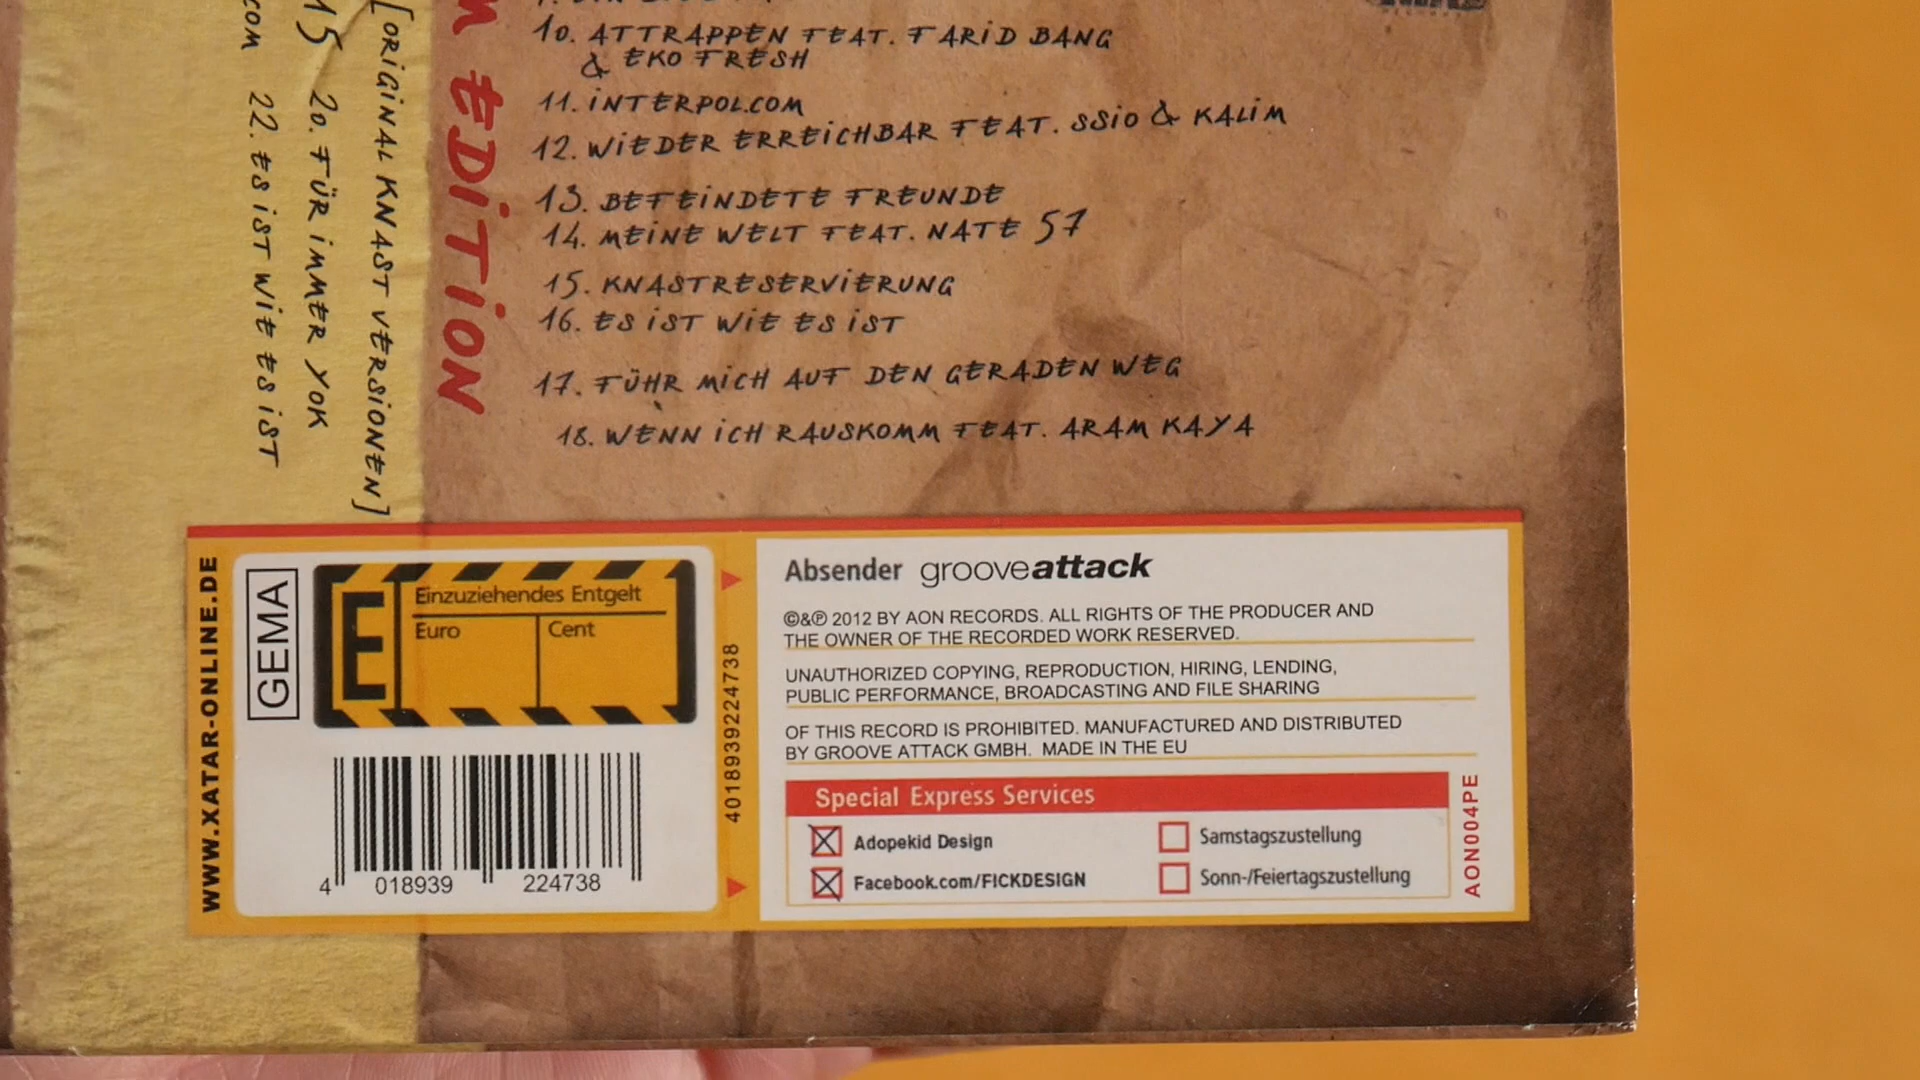 10. ATTRAPPEN FEAT. FARID BANG
& EKO FRESH
11. INTERPOL.COM
12. WIEDER ERREICHBAR FEAT. SSIO & KALIM
13. BEFEINDETE FREUNDE
14. MEINE WELT FEAT. NATE 57
15. KNASTRESERVIERUNG
16. ES IST WIE ES IST
17. FÜHR MICH AUF DEN GERADEN WEG
18. WENN ICH RAUSKOMM FEAT. ARAM KAYA
EDITION
[ORIGINAL KNAST VERSIONEN]
15 20. FÜR IMMER YOK
COM 22. ES IST WIE ES IST
WWW.XATAR-ONLINE.DE
GEMA
E
Einzuziehendes Entgelt
Euro Cent
4 018939 224738
4018939224738
Absender grooveattack
©&℗ 2012 BY AON RECORDS. ALL RIGHTS OF THE PRODUCER AND
THE OWNER OF THE RECORDED WORK RESERVED.
UNAUTHORIZED COPYING, REPRODUCTION, HIRING, LENDING,
PUBLIC PERFORMANCE, BROADCASTING AND FILE SHARING
OF THIS RECORD IS PROHIBITED. MANUFACTURED AND DISTRIBUTED
BY GROOVE ATTACK GMBH. MADE IN THE EU
Special Express Services
Adopekid Design
Samstagszustellung
Facebook.com/FICKDESIGN
Sonn-/Feiertagszustellung
AON004PE